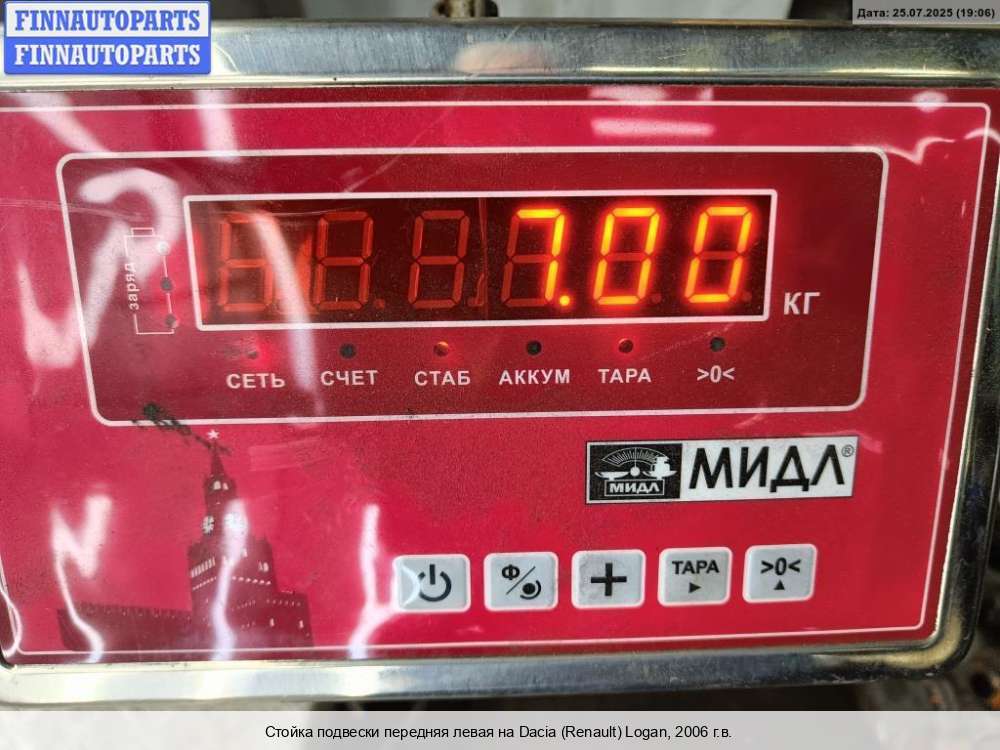 FINNAUTOPARTS
FINNAUTOPARTS
Дата: 25.07.2025 (19:06)
заряд
7.00
КГ
СЕТЬ СЧЕТ СТАБ АККУМ ТАРА >0<
МИДЛ
МИДЛ®
Ф/ + ТАРА >0<
Стойка подвески передняя левая на Dacia (Renault) Logan, 2006 г.в.